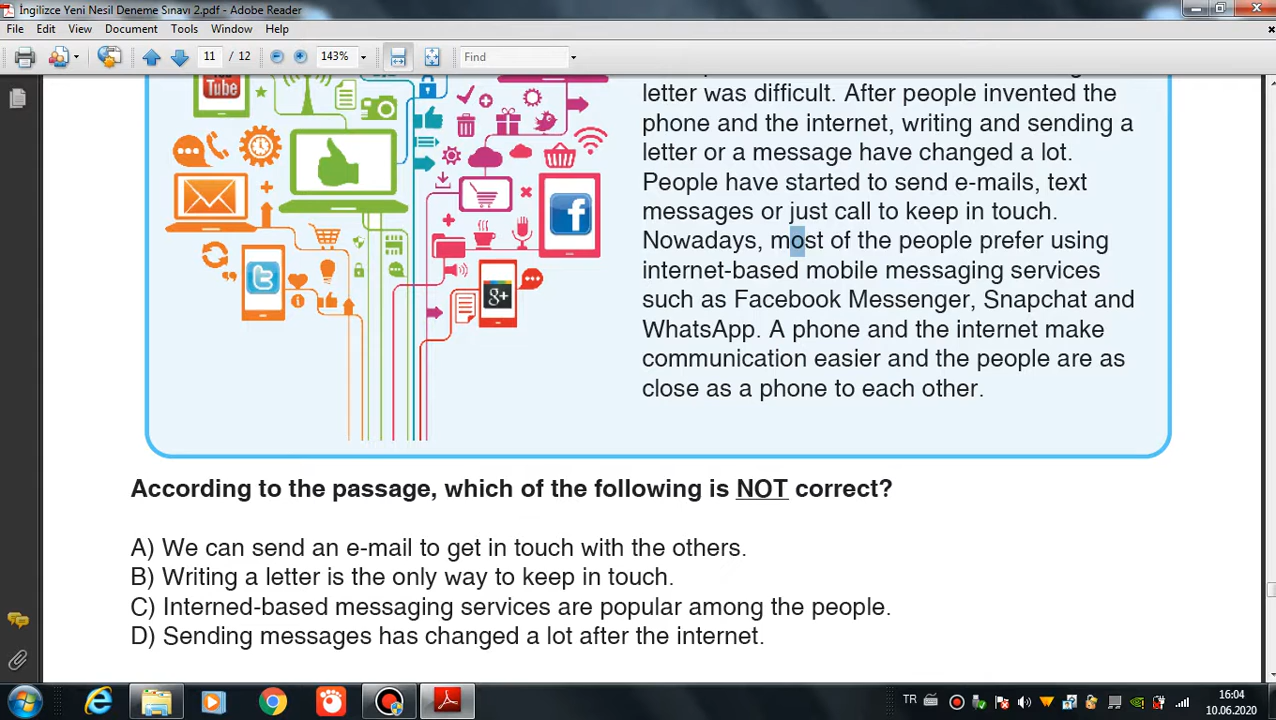 İngilizce Yeni Nesil Deneme Sınavı 2.pdf - Adobe Reader
File Edit View Document Tools Window Help
11 / 12 143% Find
letter was difficult. After people invented the
phone and the internet, writing and sending a
letter or a message have changed a lot.
People have started to send e-mails, text
messages or just call to keep in touch.
Nowadays, most of the people prefer using
internet-based mobile messaging services
such as Facebook Messenger, Snapchat and
WhatsApp. A phone and the internet make
communication easier and the people are as
close as a phone to each other.
Tube
f
g+
According to the passage, which of the following is NOT correct?
A) We can send an e-mail to get in touch with the others.
B) Writing a letter is the only way to keep in touch.
C) Interned-based messaging services are popular among the people.
D) Sending messages has changed a lot after the internet.
TR
16:04
10.06.2020